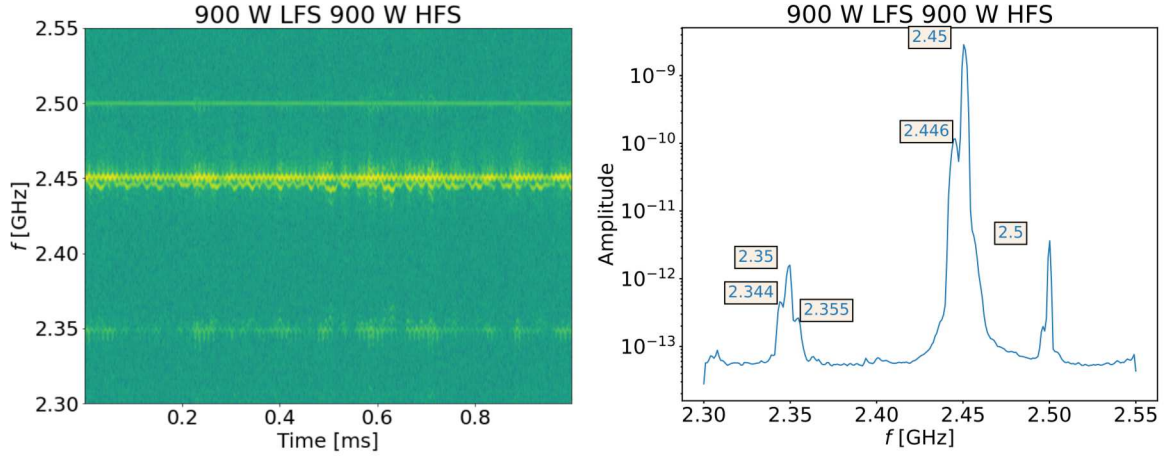 900 W LFS 900 W HFS
2.55
2.50
2.45
2.40
2.35
2.30
f [GHz]
0.2 0.4 0.6 0.8
Time [ms]
900 W LFS 900 W HFS
10⁻⁹
10⁻¹⁰
10⁻¹¹
10⁻¹²
10⁻¹³
Amplitude
2.45
2.446
2.5
2.35
2.344
2.355
2.30 2.35 2.40 2.45 2.50 2.55
f [GHz]